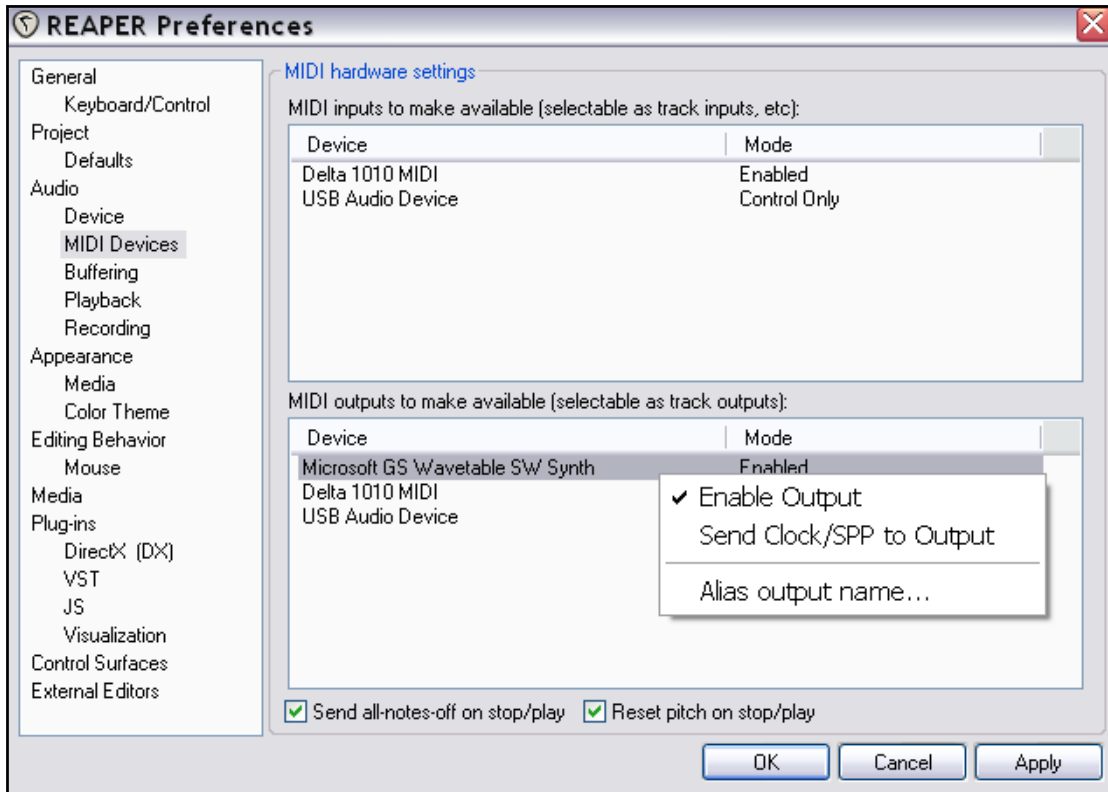 REAPER Preferences
General
Keyboard/Control
Project
Defaults
Audio
Device
MIDI Devices
Buffering
Playback
Recording
Appearance
Media
Color Theme
Editing Behavior
Mouse
Media
Plug-ins
DirectX (DX)
VST
JS
Visualization
Control Surfaces
External Editors
MIDI hardware settings
MIDI inputs to make available (selectable as track inputs, etc):
Device Mode
Delta 1010 MIDI Enabled
USB Audio Device Control Only
MIDI outputs to make available (selectable as track outputs):
Device Mode
Microsoft GS Wavetable SW Synth Enabled
Delta 1010 MIDI
USB Audio Device
Enable Output
Send Clock/SPP to Output
Alias output name...
Send all-notes-off on stop/play Reset pitch on stop/play
OK Cancel Apply